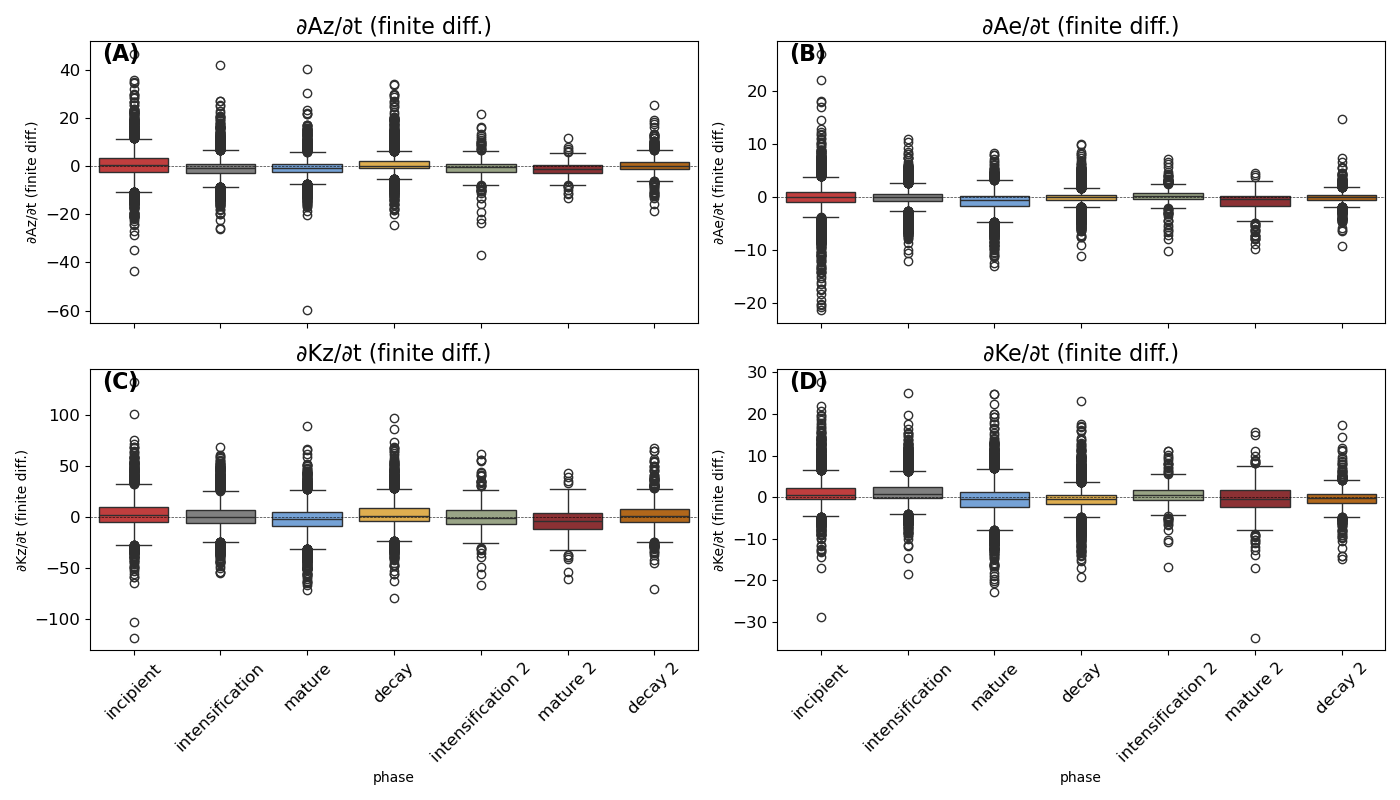 ∂Az/∂t (finite diff.)
(A)
∂Az/∂t (finite diff.)
40
20
0
−20
−40
−60
∂Ae/∂t (finite diff.)
(B)
∂Ae/∂t (finite diff.)
20
10
0
−10
−20
∂Kz/∂t (finite diff.)
(C)
∂Kz/∂t (finite diff.)
100
50
0
−50
−100
incipient
intensification
mature
decay
intensification 2
mature 2
decay 2
phase
∂Ke/∂t (finite diff.)
(D)
∂Ke/∂t (finite diff.)
30
20
10
0
−10
−20
−30
incipient
intensification
mature
decay
intensification 2
mature 2
decay 2
phase